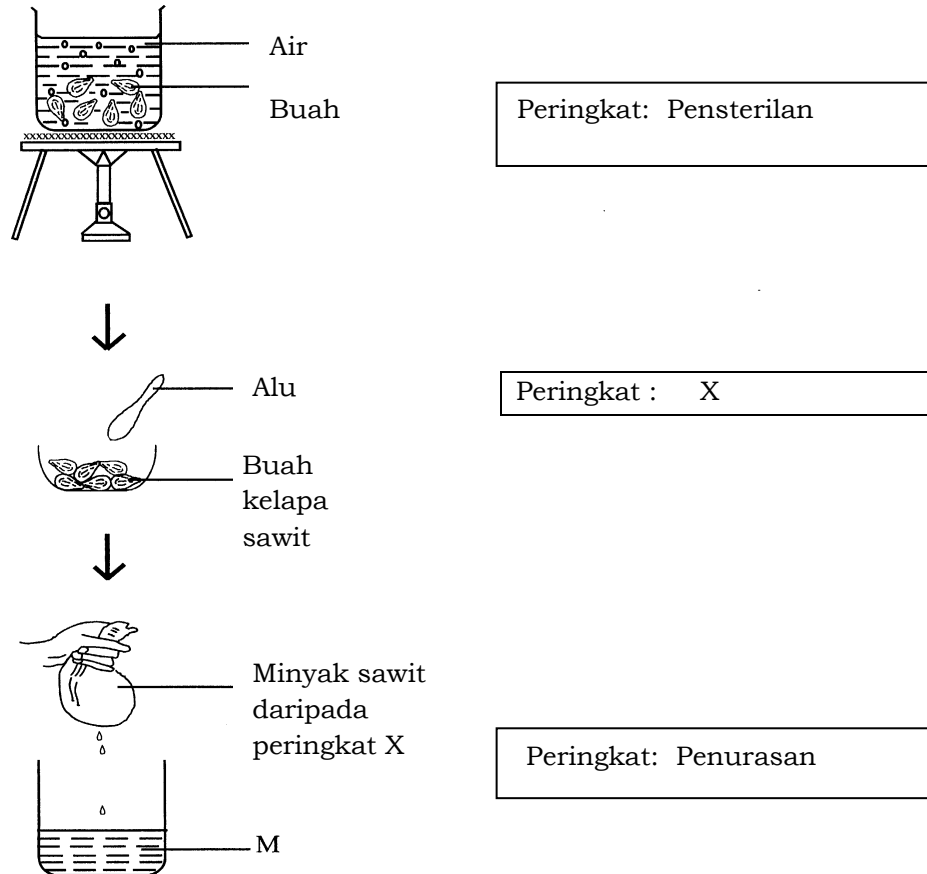 Air
Buah
Peringkat: Pensterilan
Alu
Peringkat : X
Buah
kelapa
sawit
Minyak sawit
daripada
peringkat X
Peringkat: Penurasan
M